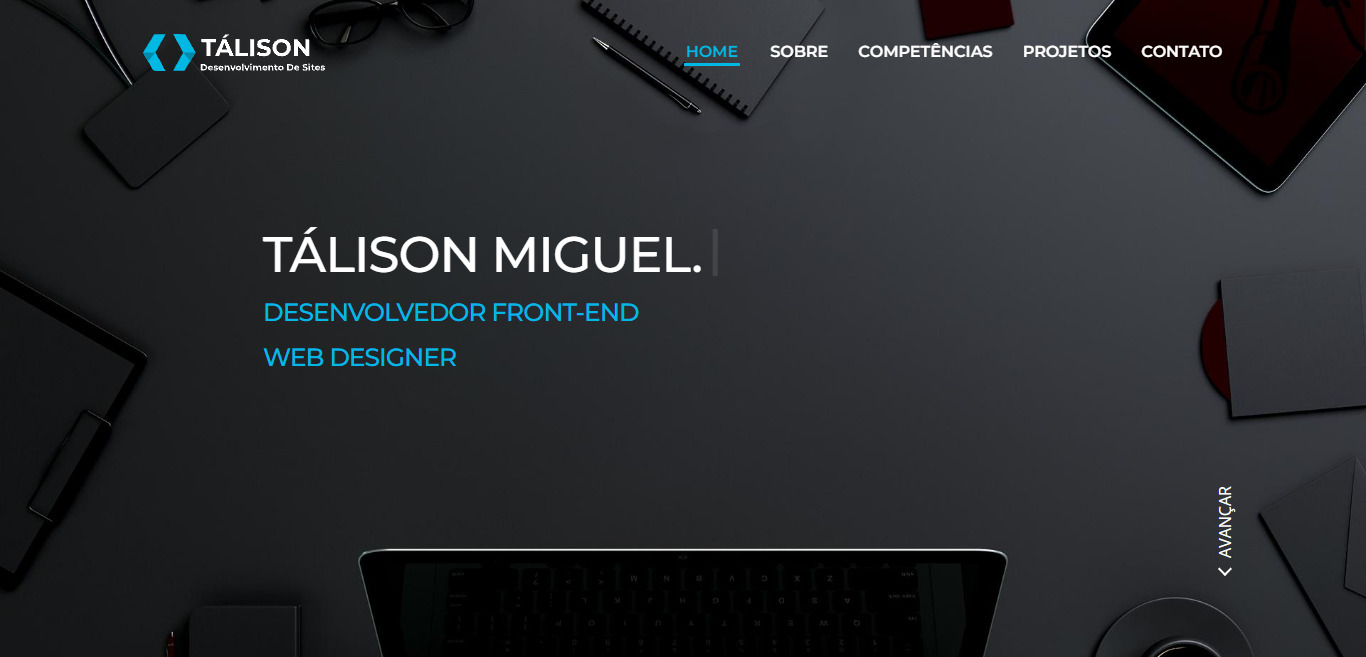 TÁLISON
Desenvolvimento De Sites
HOME SOBRE COMPETÊNCIAS PROJETOS CONTATO
TÁLISON MIGUEL.
DESENVOLVEDOR FRONT-END
WEB DESIGNER
AVANÇAR